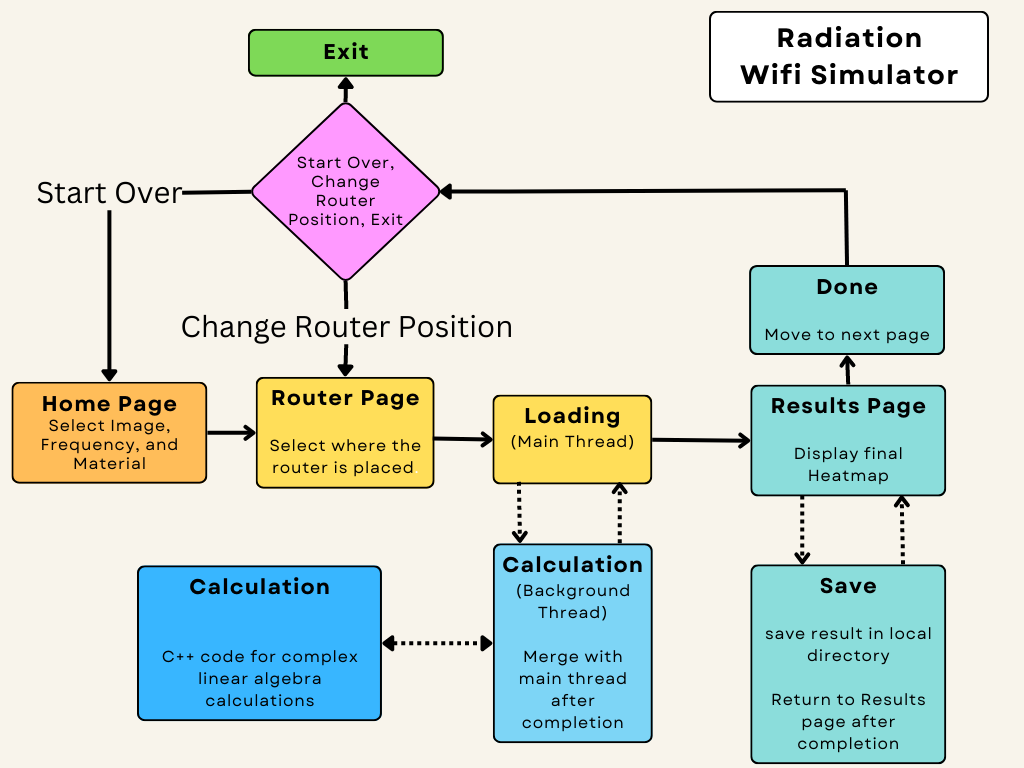 Radiation
Wifi Simulator
Exit
Start Over,
Change
Router
Position, Exit
Start Over
Change Router Position
Done
Move to next page
Home Page
Select Image,
Frequency, and
Material
Router Page
Select where the
router is placed
Loading
(Main Thread)
Results Page
Display final
Heatmap
Calculation
C++ code for complex
linear algebra
calculations
Calculation
(Background
Thread)
Merge with
main thread
after
completion
Save
save result in local
directory
Return to Results
page after
completion